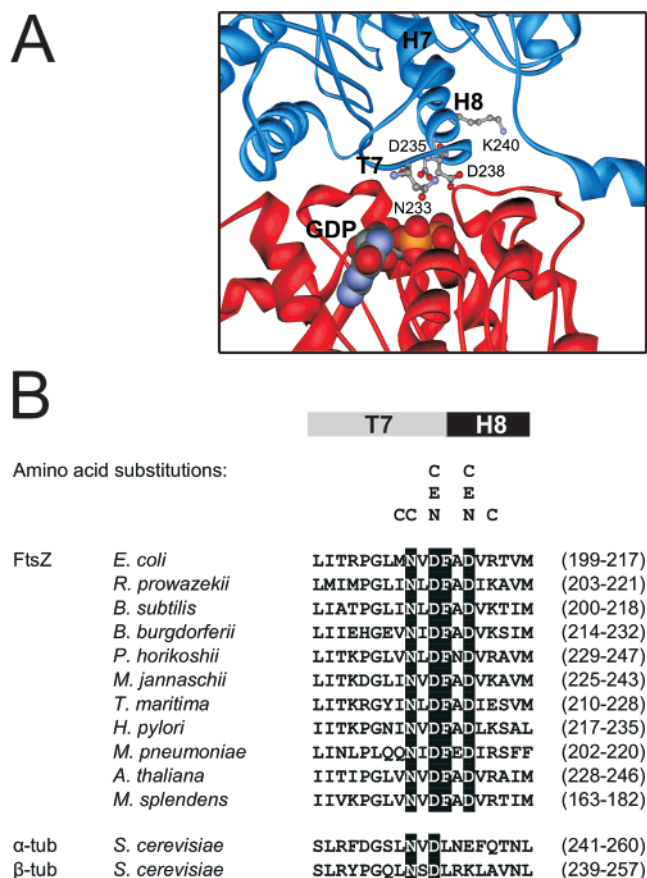 A
H7
H8
D235
K240
T7
D238
N233
GDP
B
T7 H8
Amino acid substitutions: C C
E E
CC N N C
FtsZ E. coli LITRPGLMNVDFADVRTVM (199-217)
R. prowazekii LMIMPGLINLDFADIKAVM (203-221)
B. subtilis LIATPGLINLDFADVKTIM (200-218)
B. burgdorferii LIIEHGEVNIDFADVKSIM (214-232)
P. horikoshii LITKPGLVNLDFNDVRAVM (229-247)
M. jannaschii LITKDGLINVDFADVKAVM (225-243)
T. maritima LITKRGYINLDFADIESVM (210-228)
H. pylori IITKPGNINVDFADLKSAL (217-235)
M. pneumoniae LINLPLQQNIDFEDIRSFF (202-220)
A. thaliana IITIPGLVNVDFADVRAIM (228-246)
M. splendens IIVKPGLVNVDFADVRTIM (163-182)
α-tub S. cerevisiae SLRFDGSLNVDLNEFQTNL (241-260)
β-tub S. cerevisiae SLRYPGQLNSDLRKLAVNL (239-257)